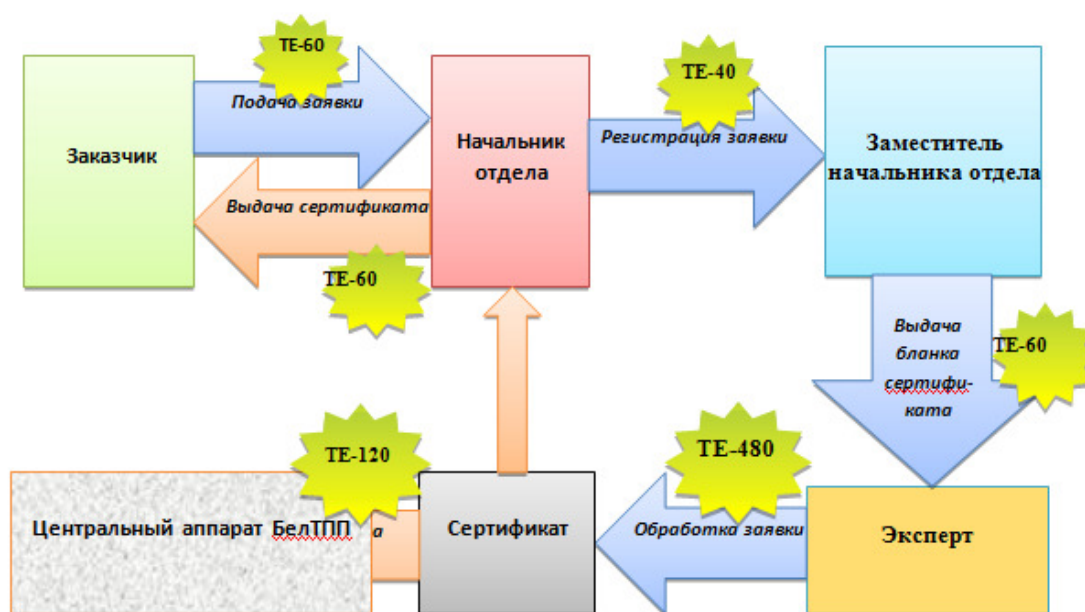 ТЕ-60
Подача заявки
ТЕ-40
Регистрация заявки
Заказчик
Начальник
отдела
Заместитель
начальника отдела
Выдача сертификата
ТЕ-60
Выдача
бланка
сертифи-
ката
ТЕ-60
ТЕ-120
ТЕ-480
Центральный аппарат БелТПП
Сертификат
Обработка заявки
Эксперт